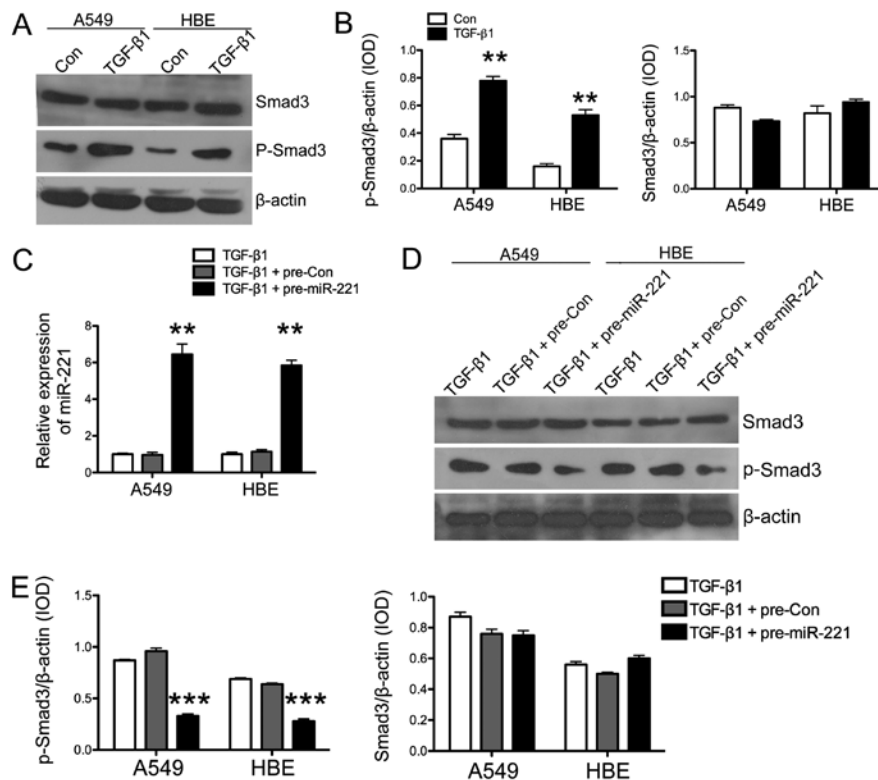 A
A549 HBE
Con TGF-β1 Con TGF-β1
Smad3
P-Smad3
β-actin
B
Con
TGF-β1
p-Smad3/β-actin (IOD)
0.0 0.2 0.4 0.6 0.8 1.0
** **
A549 HBE
Smad3/β-actin (IOD)
0.0 0.5 1.0 1.5
A549 HBE
C
TGF-β1
TGF-β1 + pre-Con
TGF-β1 + pre-miR-221
Relative expression
of miR-221
0 1 2 4 6 8
** **
A549 HBE
D
A549 HBE
TGF-β1 TGF-β1 + pre-Con TGF-β1 + pre-miR-221 TGF-β1 TGF-β1 + pre-Con TGF-β1 + pre-miR-221
Smad3
p-Smad3
β-actin
E
p-Smad3/β-actin (IOD)
0.0 0.5 1.0 1.5
*** ***
A549 HBE
Smad3/β-actin (IOD)
0.0 0.2 0.4 0.6 0.8 1.0
A549 HBE
TGF-β1
TGF-β1 + pre-Con
TGF-β1 + pre-miR-221